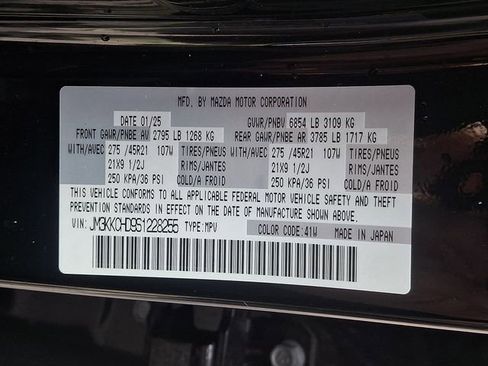 MFD. BY MAZDA MOTOR CORPORATION
DATE 01/25 GVWR/PNBV 6854 LB 3109 KG
FRONT GAWR/PNBE AV 2795 LB 1268 KG REAR GAWR/PNBE AR 3785 LB 1717 KG
WITH/AVEC 275 /45R21 107W TIRES/PNEUS WITH/AVEC 275 /45R21 107W TIRES/PNEUS
21X9 1/2J RIMS/JANTES 21X9 1/2J RIMS/JANTES
250 KPA/36 PSI COLD/A FROID 250 KPA/36 PSI COLD/A FROID
THIS VEHICLE CONFORMS TO ALL APPLICABLE FEDERAL MOTOR VEHICLE SAFETY AND THEFT
PREVENTION STANDARDS IN EFFECT ON THE DATE OF MANUFACTURE SHOWN ABOVE.
VIN: JM3KKCHD9S1228255 TYPE: MPV COLOR CODE: 41W MADE IN JAPAN